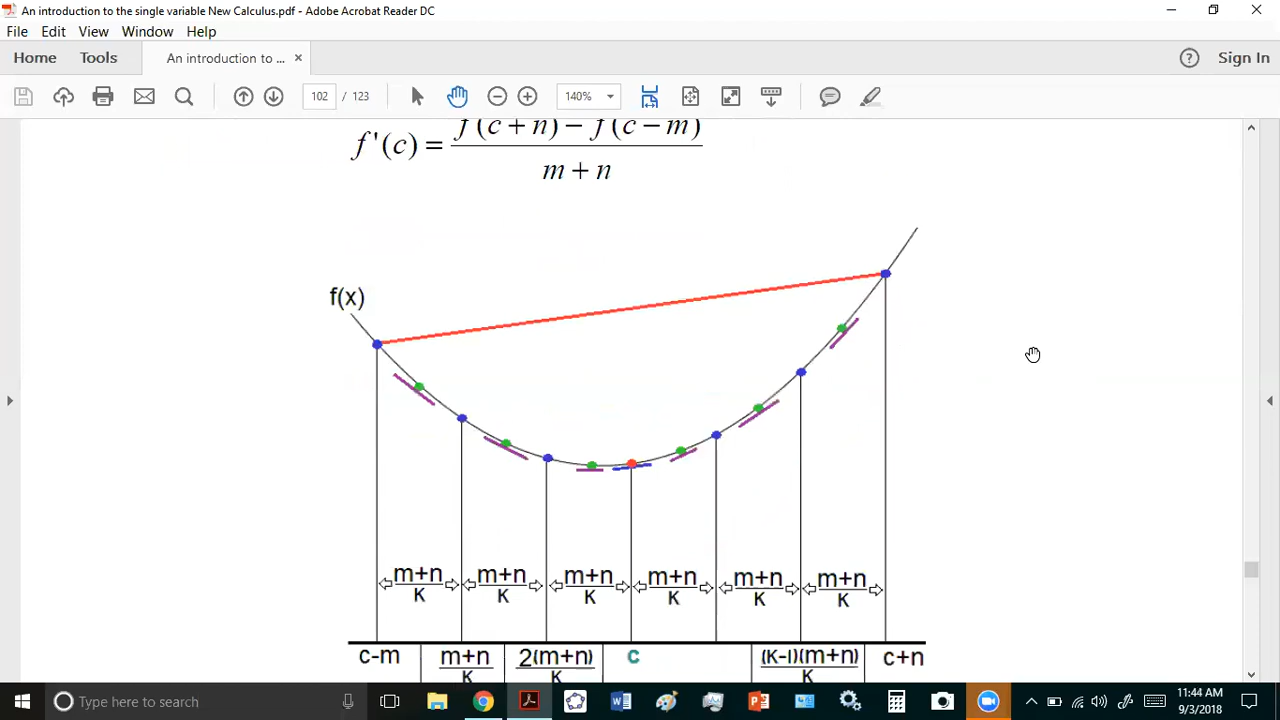 An introduction to the single variable New Calculus.pdf - Adobe Acrobat Reader DC
File Edit View Window Help
Home Tools An introduction to ... × Sign In
102 / 123 140%
f'(c) = f(c+n) − f(c−m) / m + n
f(x)
m+n/K m+n/K m+n/K m+n/K m+n/K m+n/K
c-m m+n/K 2(m+n)/K c (K-1)(m+n)/K c+n
Type here to search
11:44 AM
9/3/2018